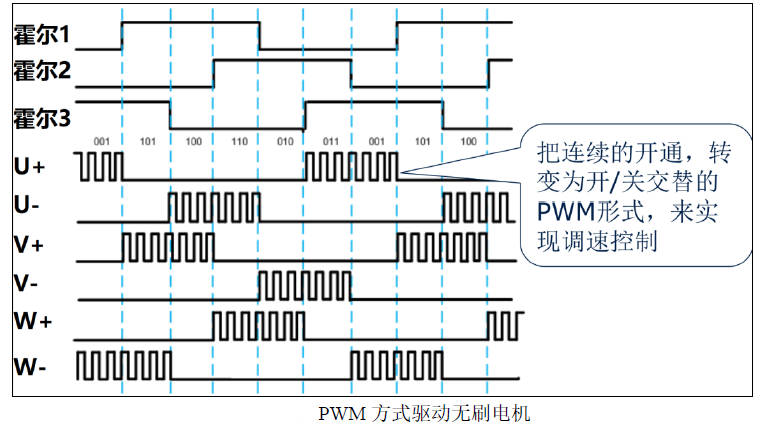 霍尔1
霍尔2
霍尔3
001 101 100 110 010 011 001 101 100
U+
U-
V+
V-
W+
W-
把连续的开通，转
变为开/关交替的
PWM形式，来实
现调速控制
PWM 方式驱动无刷电机